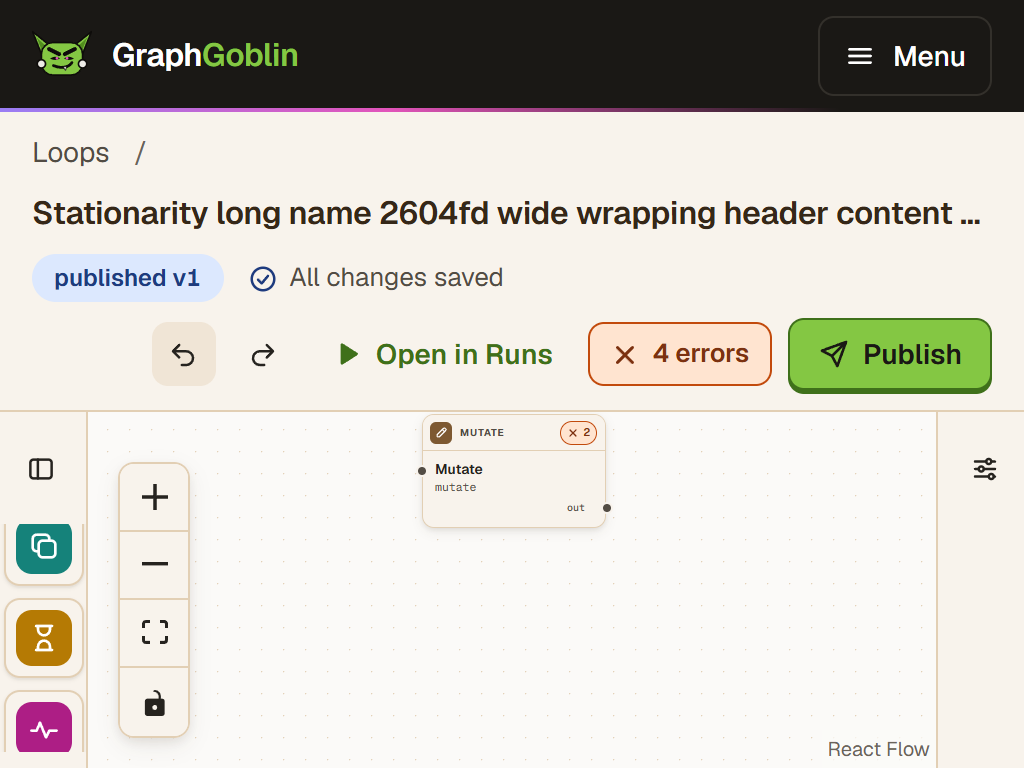 GraphGoblin
Menu
Loops /
Stationarity long name 2604fd wide wrapping header content ...
published v1
All changes saved
Open in Runs
4 errors
Publish
MUTATE
2
Mutate
mutate
out
React Flow